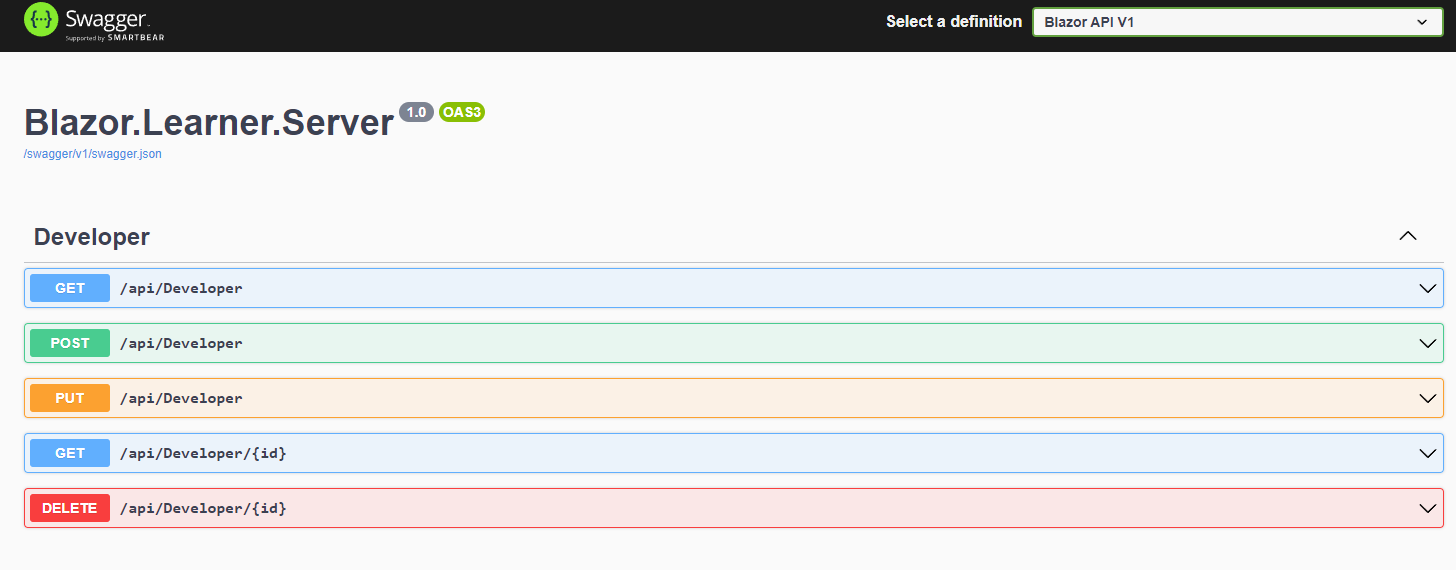 {··} Swagger
Supported by SMARTBEAR
Select a definition
Blazor API V1
Blazor.Learner.Server 1.0 OAS3
/swagger/v1/swagger.json
Developer
GET /api/Developer
POST /api/Developer
PUT /api/Developer
GET /api/Developer/{id}
DELETE /api/Developer/{id}